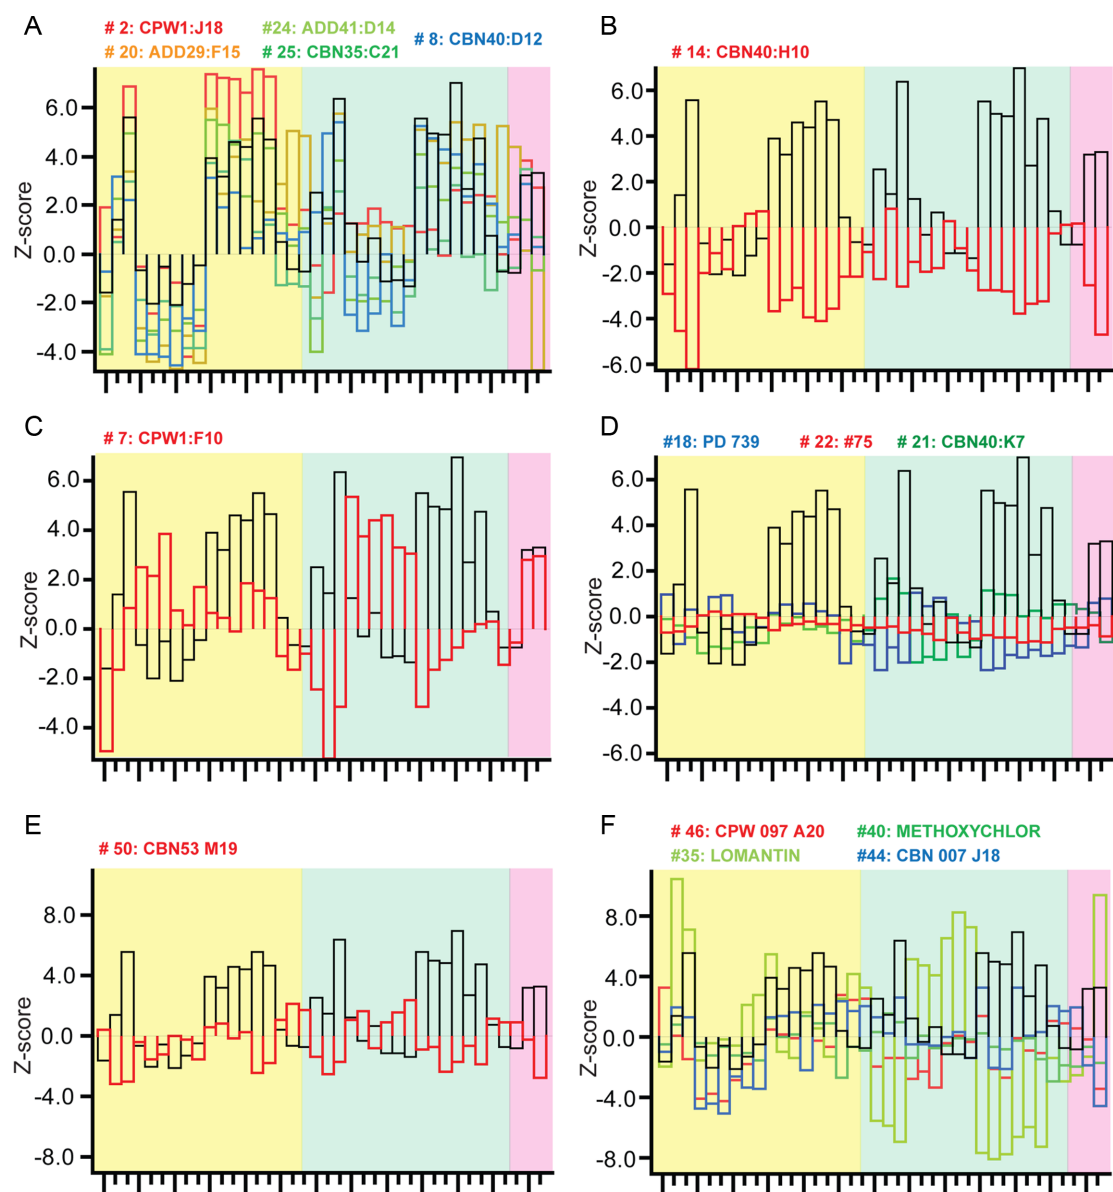 A
# 2: CPW1:J18 #24: ADD41:D14
# 20: ADD29:F15 # 25: CBN35:C21 # 8: CBN40:D12
Z-score
6.0
4.0
2.0
0.0
-2.0
-4.0
B
# 14: CBN40:H10
Z-score
6.0
4.0
2.0
0.0
-2.0
-4.0
-6.0
C
# 7: CPW1:F10
Z-score
6.0
4.0
2.0
0.0
-2.0
-4.0
D
#18: PD 739 # 22: #75 # 21: CBN40:K7
Z-score
6.0
4.0
2.0
0.0
-2.0
-4.0
-6.0
E
# 50: CBN53 M19
Z-score
8.0
4.0
0.0
-4.0
-8.0
F
# 46: CPW 097 A20 #40: METHOXYCHLOR
#35: LOMANTIN #44: CBN 007 J18
Z-score
8.0
4.0
0.0
-4.0
-8.0